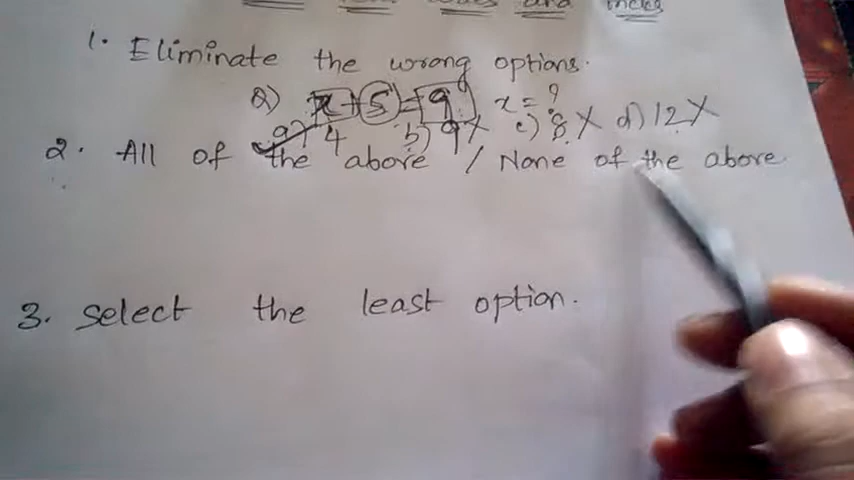 and
1. Eliminate the wrong options.
Q) x+5=9 x=?
a) 4 b) 9 X c) 8 X d) 12 X
2. All of the above / None of the above
3. select the least option.